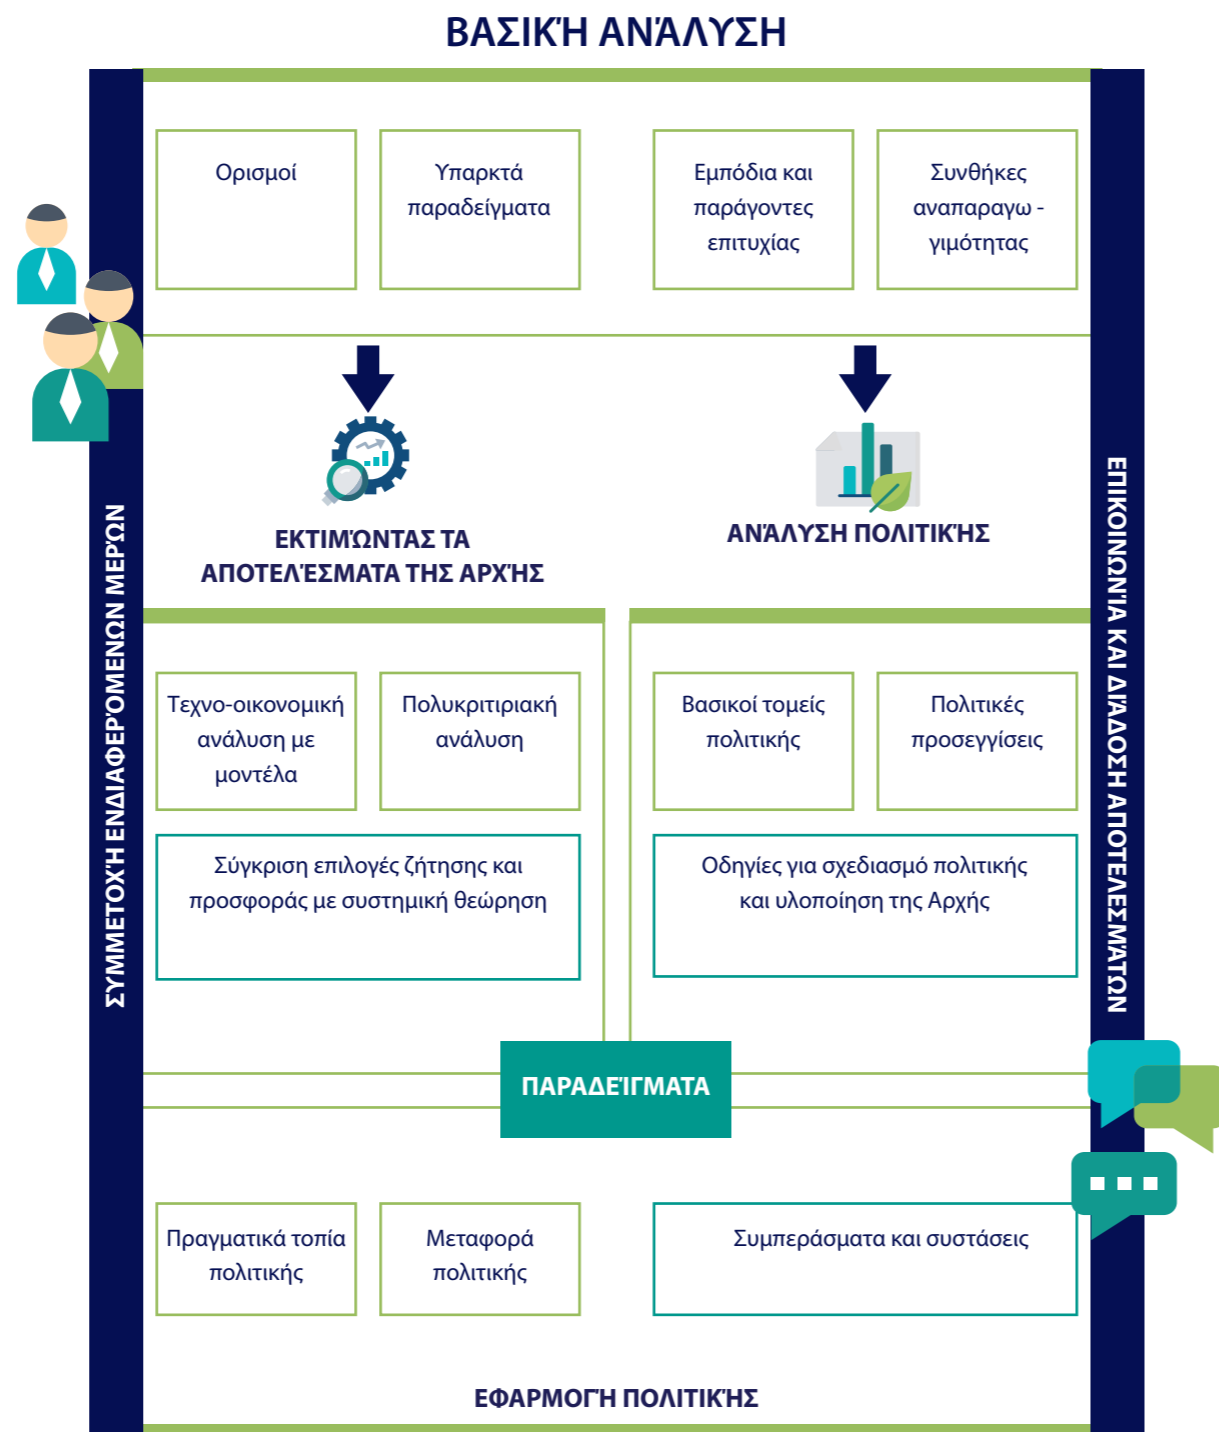 ΒΑΣΙΚΉ ΑΝΆΛΥΣΗ
Ορισμοί
Υπαρκτά
παραδείγματα
Εμπόδια και
παράγοντες
επιτυχίας
Συνθήκες
αναπαραγω -
γιμότητας
ΕΚΤΙΜΏΝΤΑΣ ΤΑ
ΑΠΟΤΕΛΈΣΜΑΤΑ ΤΗΣ ΑΡΧΉΣ
ΑΝΆΛΥΣΗ ΠΟΛΙΤΙΚΉΣ
ΣΥΜΜΕΤΟΧΉ ΕΝΔΙΑΦΕΡΌΜΕΝΩΝ ΜΕΡΏΝ
ΕΠΙΚΟΙΝΩΝΊΑ ΚΑΙ ΔΙΆΔΟΣΗ ΑΠΟΤΕΛΕΣΜΆΤΩΝ
Τεχνο-οικονομική
ανάλυση με
μοντέλα
Πολυκριτιριακή
ανάλυση
Βασικοί τομείς
πολιτικής
Πολιτικές
προσεγγίσεις
Σύγκριση επιλογές ζήτησης και
προσφοράς με συστημική θεώρηση
Οδηγίες για σχεδιασμό πολιτικής
και υλοποίηση της Αρχής
ΠΑΡΑΔΕΊΓΜΑΤΑ
Πραγματικά τοπία
πολιτικής
Μεταφορά
πολιτικής
Συμπεράσματα και συστάσεις
ΕΦΑΡΜΟΓΉ ΠΟΛΙΤΙΚΉΣ